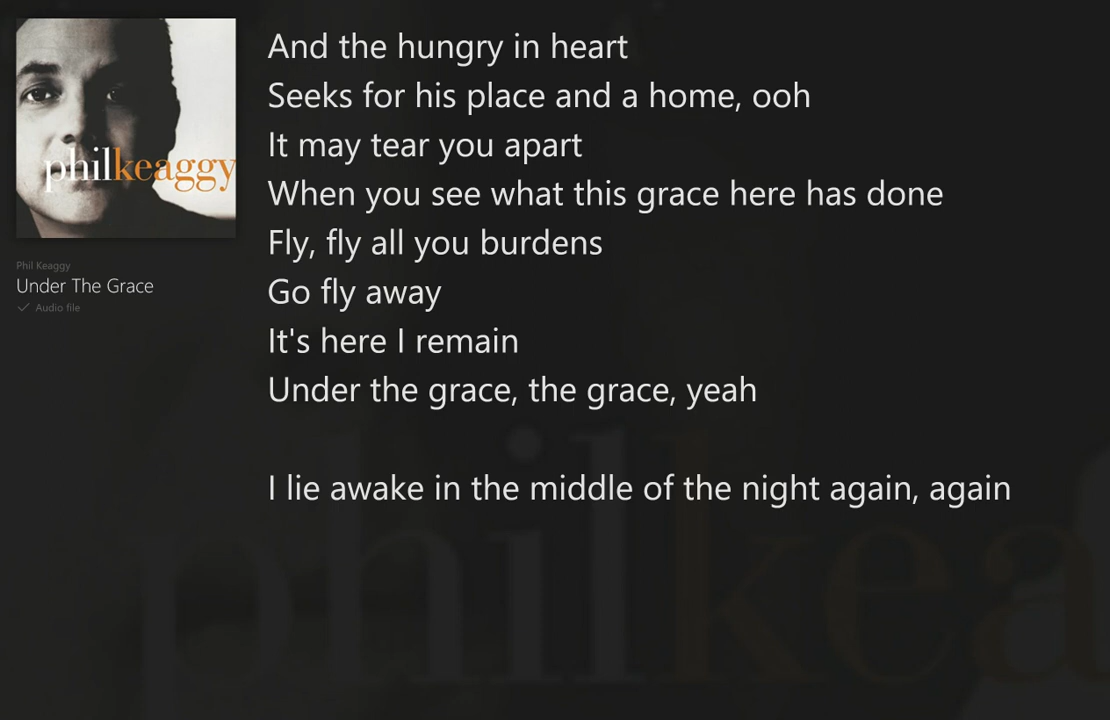 philkeaggy
Phil Keaggy
Under The Grace
Audio file
And the hungry in heart
Seeks for his place and a home, ooh
It may tear you apart
When you see what this grace here has done
Fly, fly all you burdens
Go fly away
It's here I remain
Under the grace, the grace, yeah
I lie awake in the middle of the night again, again
philkea